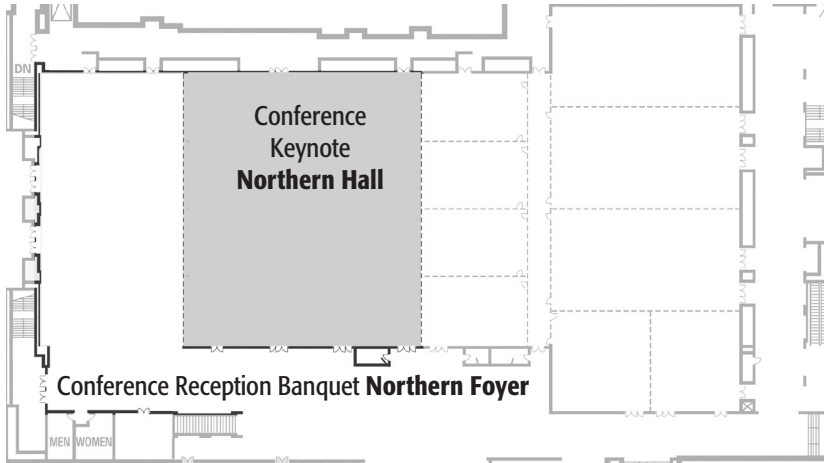 DN
Conference
Keynote
Northern Hall
Conference Reception Banquet Northern Foyer
MEN WOMEN